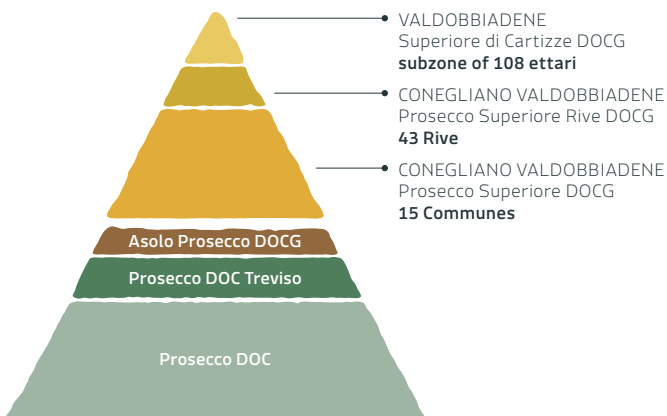 VALDOBBIADENE
Superiore di Cartizze DOCG
subzone of 108 ettari
CONEGLIANO VALDOBBIADENE
Prosecco Superiore Rive DOCG
43 Rive
CONEGLIANO VALDOBBIADENE
Prosecco Superiore DOCG
15 Communes
Asolo Prosecco DOCG
Prosecco DOC Treviso
Prosecco DOC